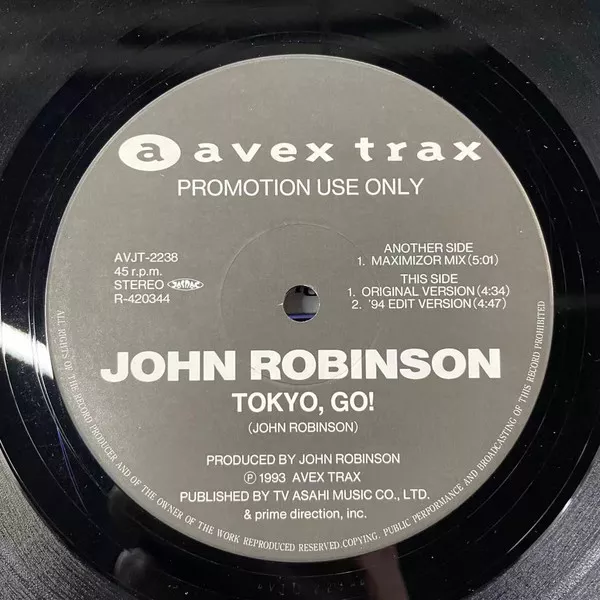 a avex trax
PROMOTION USE ONLY
AVJT-2238
45 r.p.m.
STEREO
R-420344
ANOTHER SIDE
1. MAXIMIZOR MIX(5:01)
THIS SIDE
1. ORIGINAL VERSION(4:34)
2. '94 EDIT VERSION(4:47)
JOHN ROBINSON
TOKYO, GO!
(JOHN ROBINSON)
PRODUCED BY JOHN ROBINSON
Ⓟ 1993 AVEX TRAX
PUBLISHED BY TV ASAHI MUSIC CO., LTD.
& prime direction, inc.
ALL RIGHTS OF THE RECORD PRODUCER AND OF THE OWNER OF THE WORK REPRODUCED RESERVED.COPYING. PUBLIC PERFORMANCE AND BROADCASTING OF THIS RECORD PROHIBITED